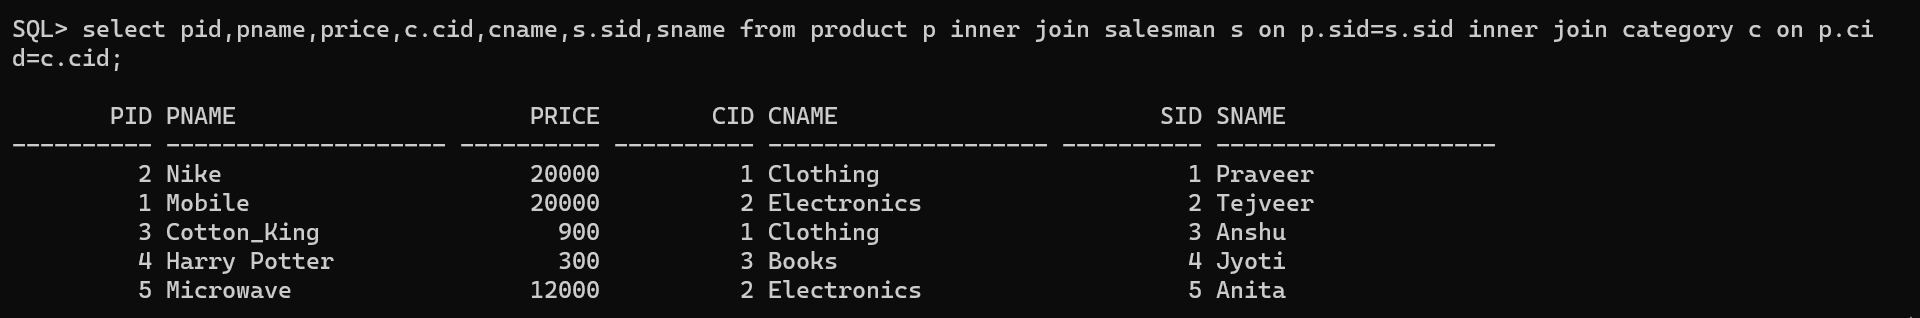 SQL> select pid,pname,price,c.cid,cname,s.sid,sname from product p inner join salesman s on p.sid=s.sid inner join category c on p.ci
d=c.cid;
       PID PNAME                     PRICE        CID CNAME                       SID SNAME
---------- -------------------- ---------- ---------- -------------------- ---------- --------------------
         2 Nike                      20000          1 Clothing                      1 Praveer
         1 Mobile                    20000          2 Electronics                   2 Tejveer
         3 Cotton_King                 900          1 Clothing                      3 Anshu
         4 Harry Potter                300          3 Books                         4 Jyoti
         5 Microwave                 12000          2 Electronics                   5 Anita